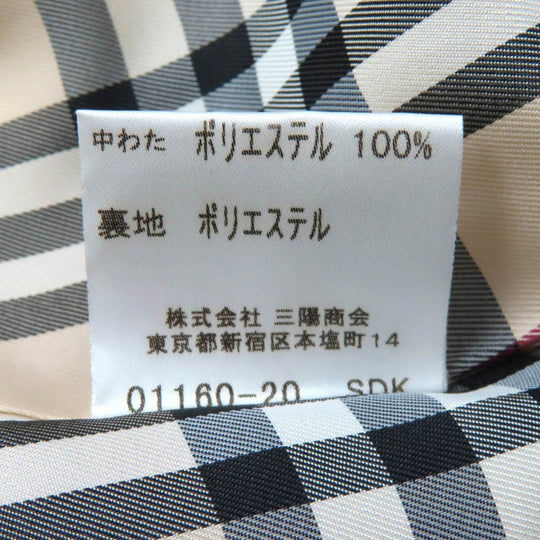 中わた ポリエステル 100%
裏地 ポリエステル
株式会社 三陽商会
東京都新宿区本塩町14
01160-20 SDK